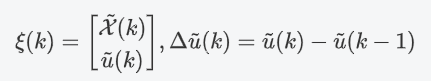 ξ(k) = [𝒳̃(k) ũ(k)], Δũ(k) = ũ(k) − ũ(k − 1)